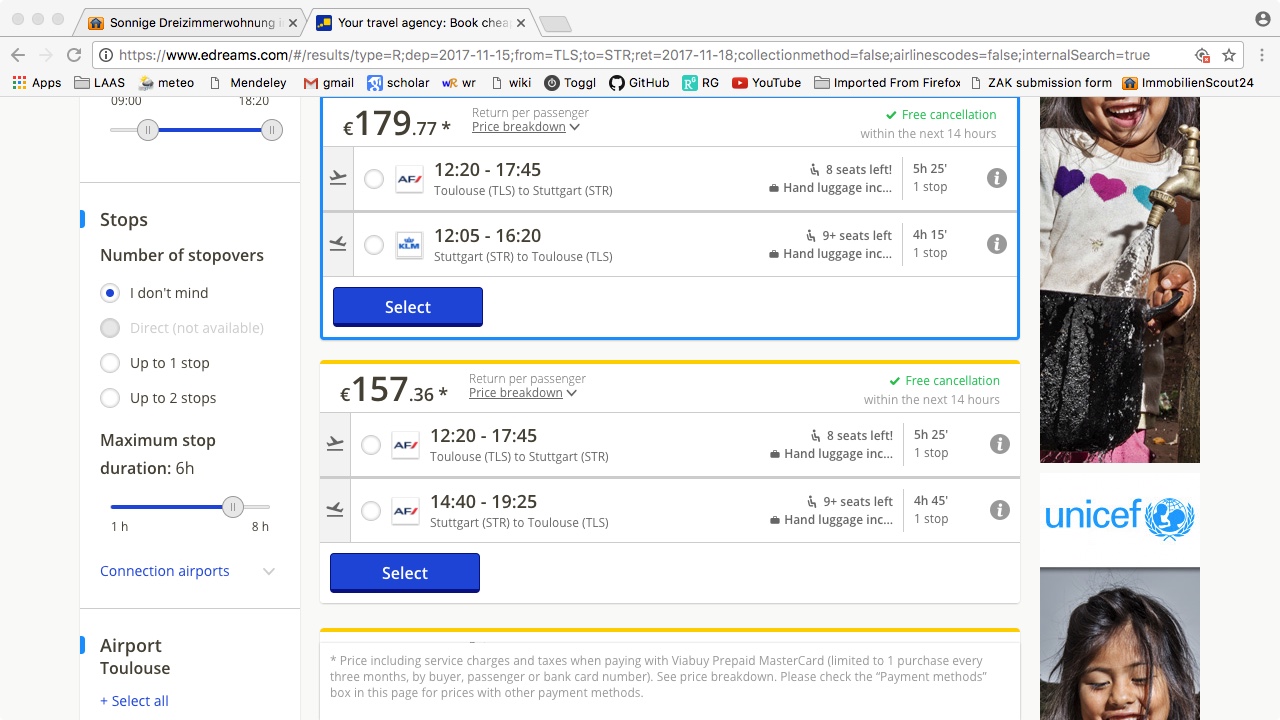 Sonnige Dreizimmerwohnung i
Your travel agency: Book chea
https://www.edreams.com/#/results/type=R;dep=2017-11-15;from=TLS;to=STR;ret=2017-11-18;collectionmethod=false;airlinescodes=false;internalSearch=true
Apps LAAS meteo Mendeley gmail scholar wr wiki Toggl GitHub RG YouTube Imported From Firefox ZAK submission form ImmobilienScout24
09:00 18:20
Stops
Number of stopovers
I don't mind
Direct (not available)
Up to 1 stop
Up to 2 stops
Maximum stop
duration: 6h
1 h 8 h
Connection airports
Airport
Toulouse
+ Select all
€179.77 *
Return per passenger
Price breakdown
Free cancellation
within the next 14 hours
AF
12:20 - 17:45
Toulouse (TLS) to Stuttgart (STR)
8 seats left!
Hand luggage inc...
5h 25'
1 stop
KLM
12:05 - 16:20
Stuttgart (STR) to Toulouse (TLS)
9+ seats left
Hand luggage inc...
4h 15'
1 stop
Select
€157.36 *
Return per passenger
Price breakdown
Free cancellation
within the next 14 hours
AF
12:20 - 17:45
Toulouse (TLS) to Stuttgart (STR)
8 seats left!
Hand luggage inc...
5h 25'
1 stop
AF
14:40 - 19:25
Stuttgart (STR) to Toulouse (TLS)
9+ seats left
Hand luggage inc...
4h 45'
1 stop
Select
* Price including service charges and taxes when paying with Viabuy Prepaid MasterCard (limited to 1 purchase every
three months, by buyer, passenger or bank card number). See price breakdown. Please check the “Payment methods”
box in this page for prices with other payment methods.
unicef